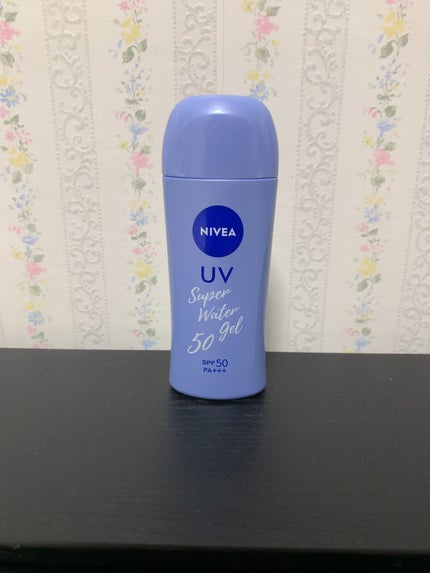 NIVEA
UV
Super
Water
50 gel
SPF50
PA+++